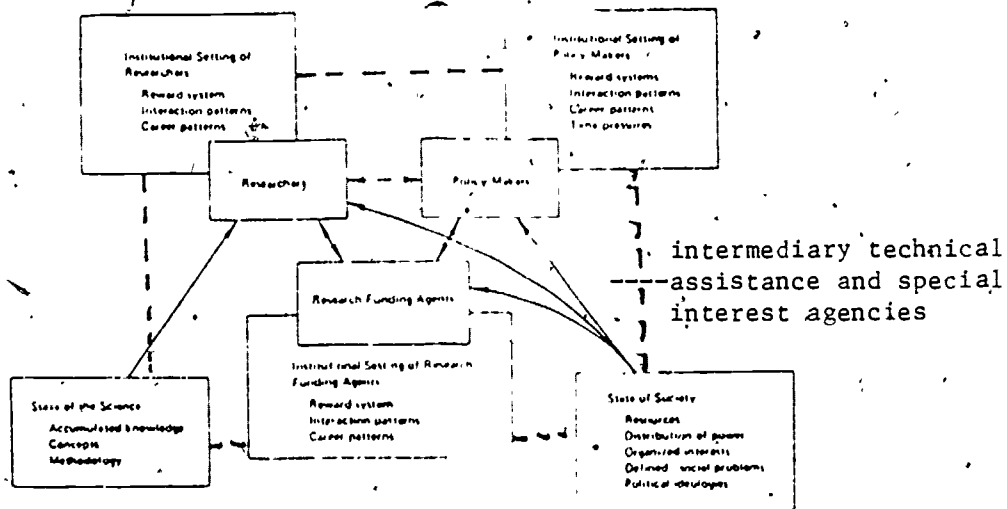 Institutional Setting of
Researchers
Reward system
Interaction patterns
Career patterns
Institutional Setting of
Policy Makers
Reward systems
Interaction patterns
Career patterns
Time pressures
Researchers
Policy Makers
intermediary technical
assistance and special
interest agencies
Research Funding Agents
Institutional Setting of Research
Funding Agents
Reward system
Interaction patterns
Career patterns
State of the Science
Accumulated knowledge
Concepts
Methodology
State of Society
Resources
Distribution of power
Organized interests
Defined social problems
Political ideologies